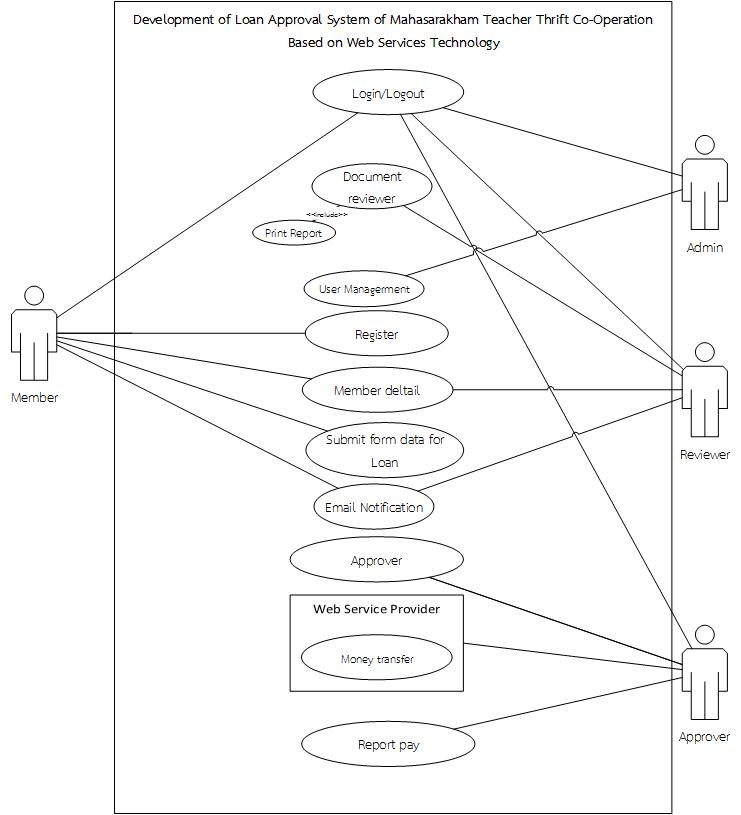 Development of Loan Approval System of Mahasarakham Teacher Thrift Co-Operation
Based on Web Services Technology
Login/Logout
Document
reviewer
<<include>>
Print Report
Admin
User Management
Register
Member
Member deltail
Submit form data for
Loan
Reviewer
Email Notification
Approver
Web Service Provider
Money transfer
Report pay
Approver